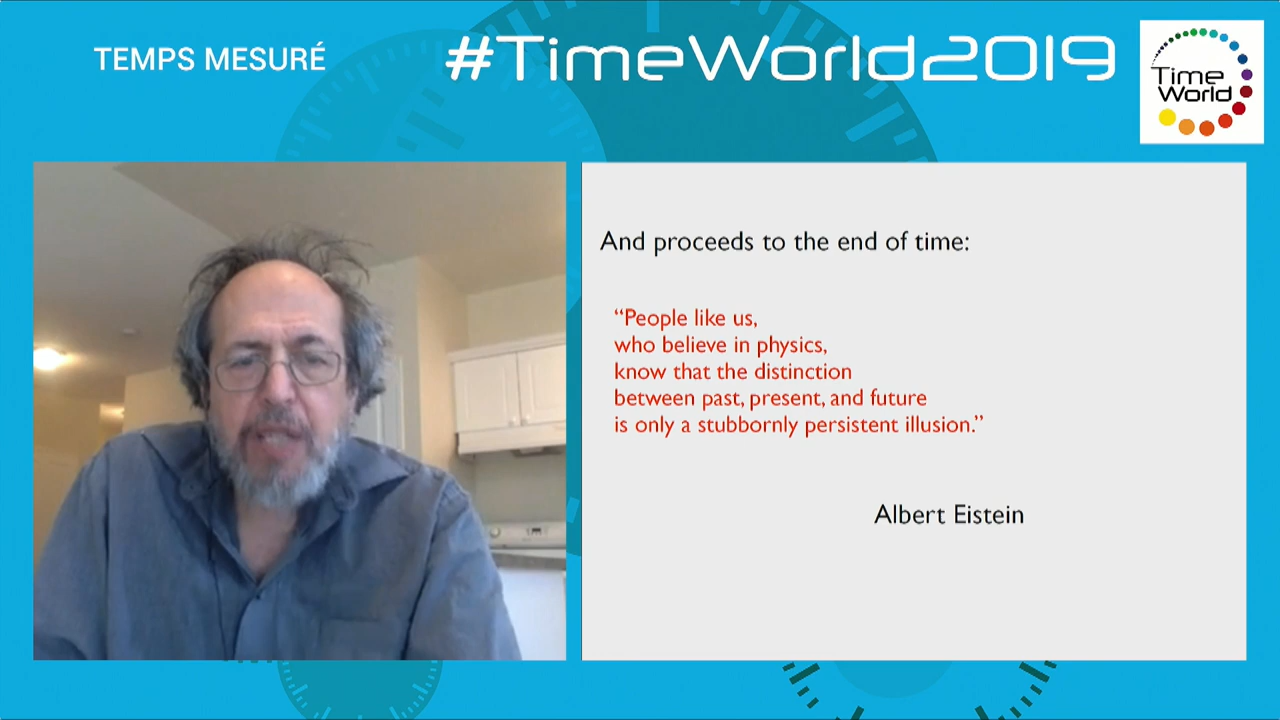 TEMPS MESURÉ
#TimeWorld2019
Time
World
And proceeds to the end of time:
“People like us,
who believe in physics,
know that the distinction
between past, present, and future
is only a stubbornly persistent illusion.”
Albert Eistein